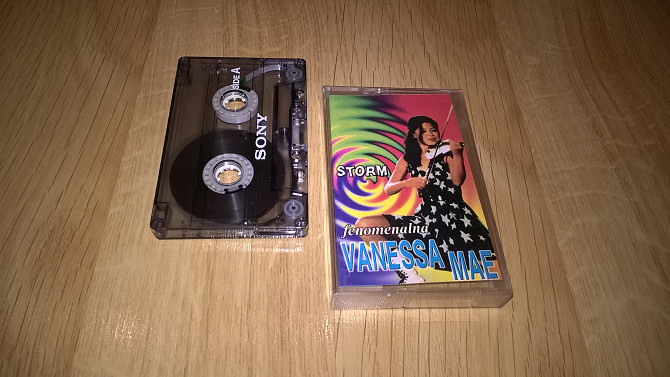 SIDE A
SONY
STORM
fenomenalna
VANESSA
MAE